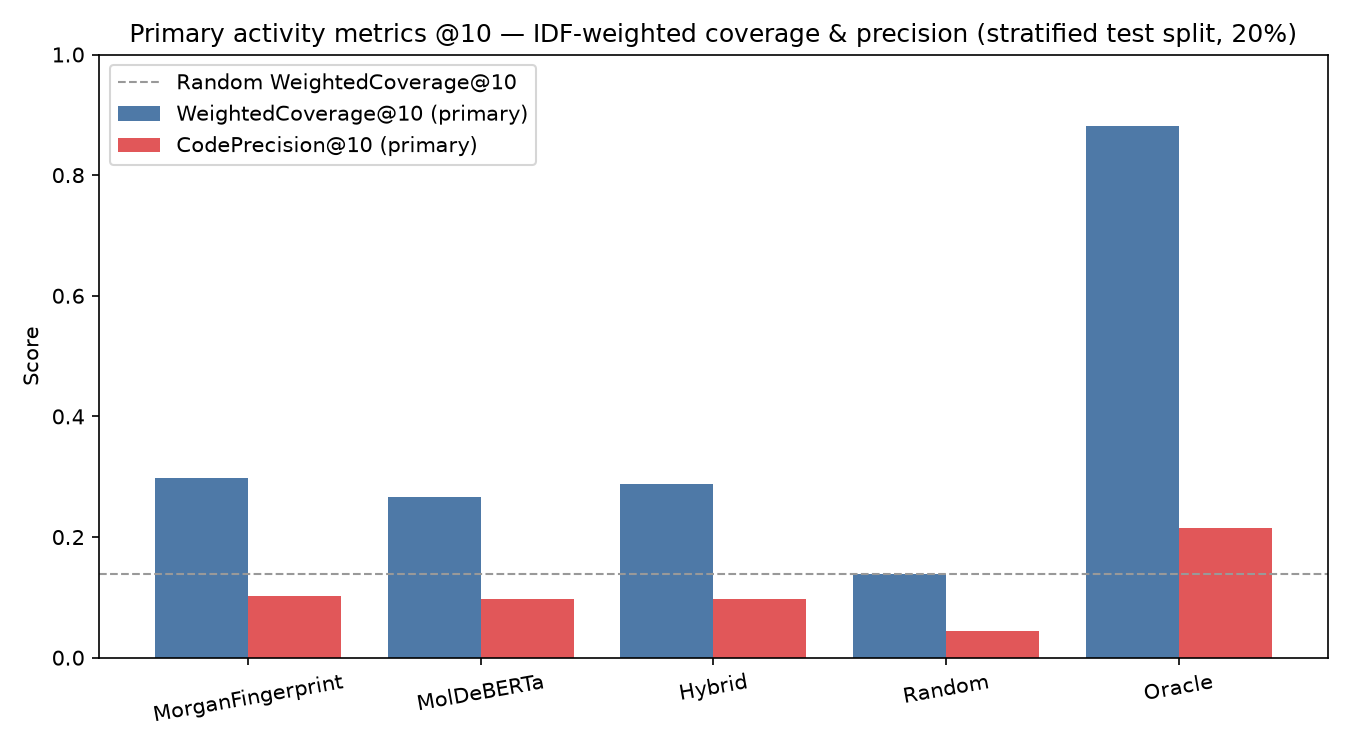 Primary activity metrics @10 — IDF-weighted coverage & precision (stratified test split, 20%)
Random WeightedCoverage@10
WeightedCoverage@10 (primary)
CodePrecision@10 (primary)
Score
1.0
0.8
0.6
0.4
0.2
0.0
MorganFingerprint
MolDeBERTa
Hybrid
Random
Oracle